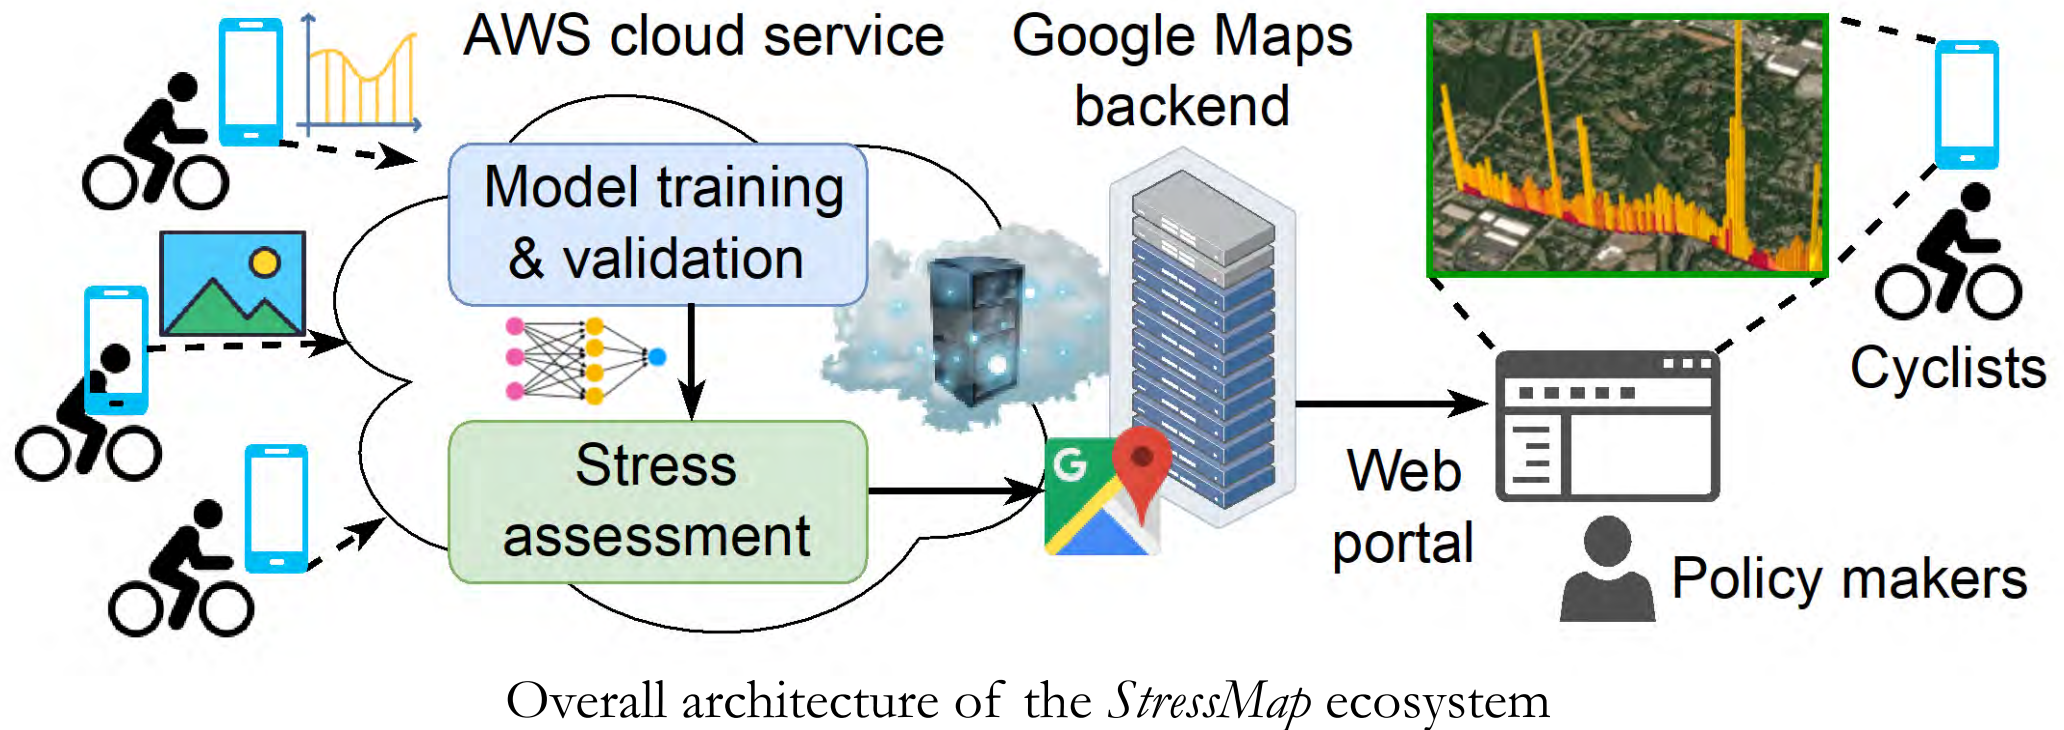 AWS cloud service
Google Maps
backend
Model training
& validation
Stress
assessment
G
Web
portal
Cyclists
Policy makers
Overall architecture of the StressMap ecosystem